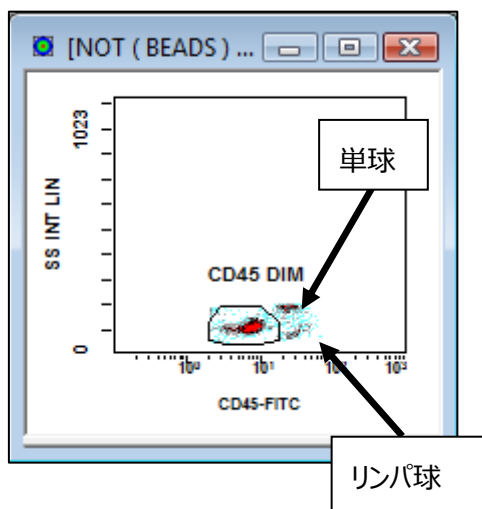 [NOT ( BEADS ) ...
単球
1023
SS INT LIN
CD45 DIM
0
10⁰ 10¹ 10² 10³
CD45-FITC
リンパ球